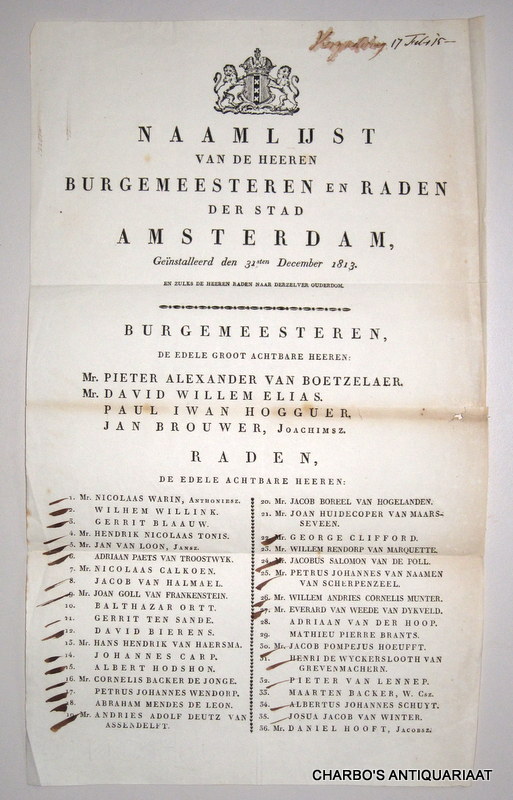 Vergadering 17 Feb 15
NAAMLIJST
VAN DE HEEREN
BURGEMEESTEREN EN RADEN
DER STAD
AMSTERDAM,
Geïnstalleerd den 31sten December 1813.
EN ZULKS DE HEEREN RADEN NAAR DERZELVER OUDERDOM.
BURGEMEESTEREN,
DE EDELE GROOT ACHTBARE HEEREN:
Mr. PIETER ALEXANDER VAN BOETZELAER.
Mr. DAVID WILLEM ELIAS.
PAUL IWAN HOGGUER.
JAN BROUWER, JOACHIMSZ.
RADEN,
DE EDELE ACHTBARE HEEREN:
1. Mr. NICOLAAS WARIN, ANTHONIESZ.
2. WILHEM WILLINK.
3. GERRIT BLAAUW.
4. Mr. HENDRIK NICOLAAS TONIS.
5. Mr. JAN VAN LOON, JANSZ.
6. ADRIAAN PAETS VAN TROOSTWYK.
7. Mr. NICOLAAS CALKOEN.
8. JACOB VAN HALMAEL.
9. Mr. JOAN GOLL VAN FRANKENSTEIN.
10. BALTHAZAR ORTT.
11. GERRIT TEN SANDE.
12. DAVID BIERENS.
13. Mr. HANS HENDRIK VAN HAERSMA.
14. JOHANNES CARP.
15. ALBERT HODSHON.
16. Mr. CORNELIS BACKER DE JONGE.
17. PETRUS JOHANNES WENDORP.
18. ABRAHAM MENDES DE LEON.
19. Mr. ANDRIES ADOLF DEUTZ VAN
ASSENDELFT.
20. Mr. JACOB BOREEL VAN HOGELANDEN.
21. Mr. JOAN HUIDECOPER VAN MAARS-
SEVEEN.
22. Mr. GEORGE CLIFFORD.
23. Mr. WILLEM RENDORP VAN MARQUETTE.
24. Mr. JACOBUS SALOMON VAN DE POLL.
25. Mr. PETRUS JOHANNES VAN NAAMEN
VAN SCHERPENZEEL.
26. Mr. WILLEM ANDRIES CORNELIS MUNTER.
27. Mr. EVERARD VAN WEEDE VAN DYKVELD.
28. ADRIAAN VAN DER HOOP.
29. MATHIEU PIERRE BRANTS.
30. Mr. JACOB POMPEJUS HOEUFFT.
31. HENRI DE WYCKERSLOOTH VAN
GREVENMACHERN.
32. PIETER VAN LENNEP.
33. MAARTEN BACKER, W. CSZ.
34. ALBERTUS JOHANNES SCHUYT.
35. JOSUA JACOB VAN WINTER.
36. Mr. DANIEL HOOFT, JACOBSZ.
CHARBO'S ANTIQUARIAAT